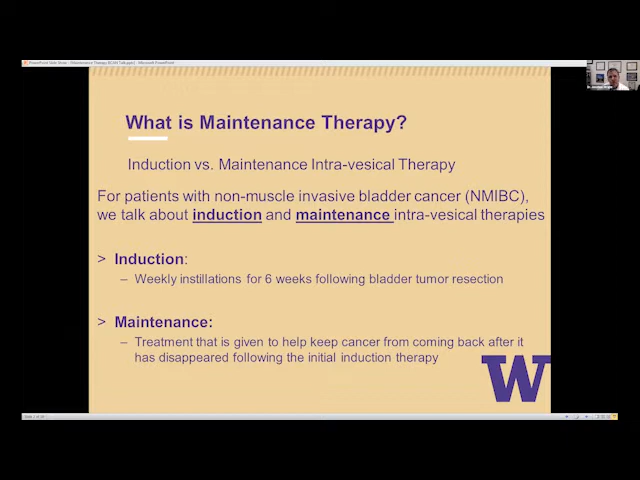 What is Maintenance Therapy?
Induction vs. Maintenance Intra-vesical Therapy
For patients with non-muscle invasive bladder cancer (NMIBC),
we talk about induction and maintenance intra-vesical therapies
> Induction:
– Weekly instillations for 6 weeks following bladder tumor resection
> Maintenance:
– Treatment that is given to help keep cancer from coming back after it
has disappeared following the initial induction therapy
W